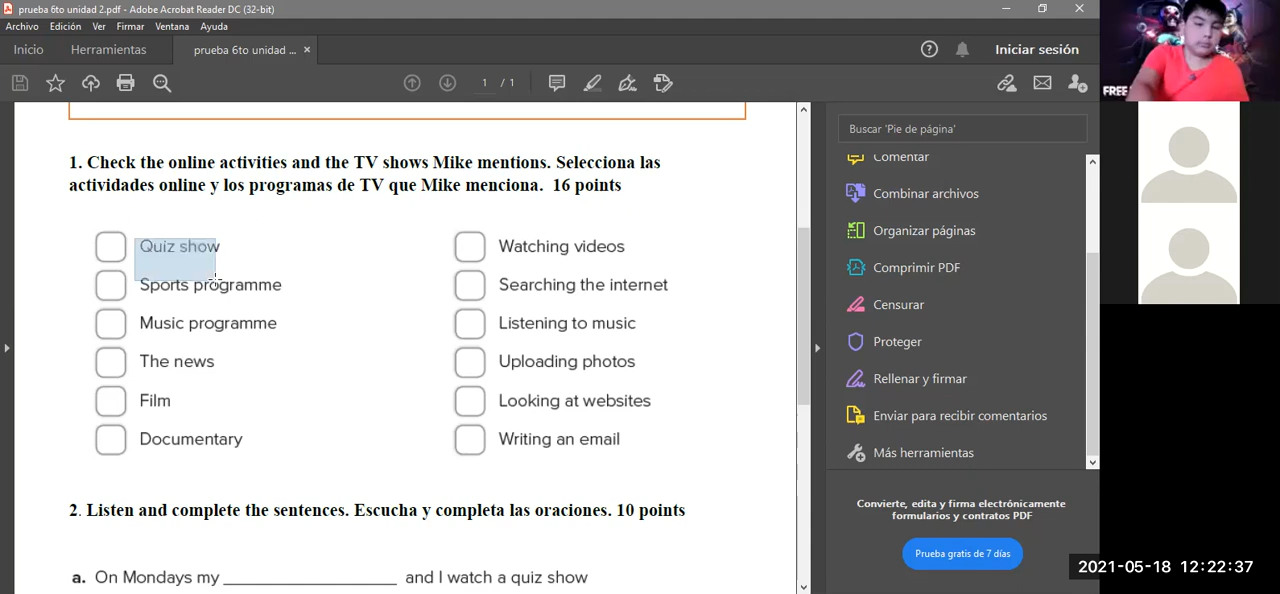 prueba 6to unidad 2.pdf - Adobe Acrobat Reader DC (32-bit)
Archivo Edición Ver Firmar Ventana Ayuda
Inicio Herramientas prueba 6to unidad ... × Iniciar sesión
1 / 1
1. Check the online activities and the TV shows Mike mentions. Selecciona las
actividades online y los programas de TV que Mike menciona. 16 points
Quiz show Watching videos
Sports programme Searching the internet
Music programme Listening to music
The news Uploading photos
Film Looking at websites
Documentary Writing an email
2. Listen and complete the sentences. Escucha y completa las oraciones. 10 points
a. On Mondays my _______________ and I watch a quiz show
Buscar 'Pie de página'
Comentar
Combinar archivos
Organizar páginas
Comprimir PDF
Censurar
Proteger
Rellenar y firmar
Enviar para recibir comentarios
Más herramientas
Convierte, edita y firma electrónicamente
formularios y contratos PDF
Prueba gratis de 7 días
FREE
2021-05-18 12:22:37